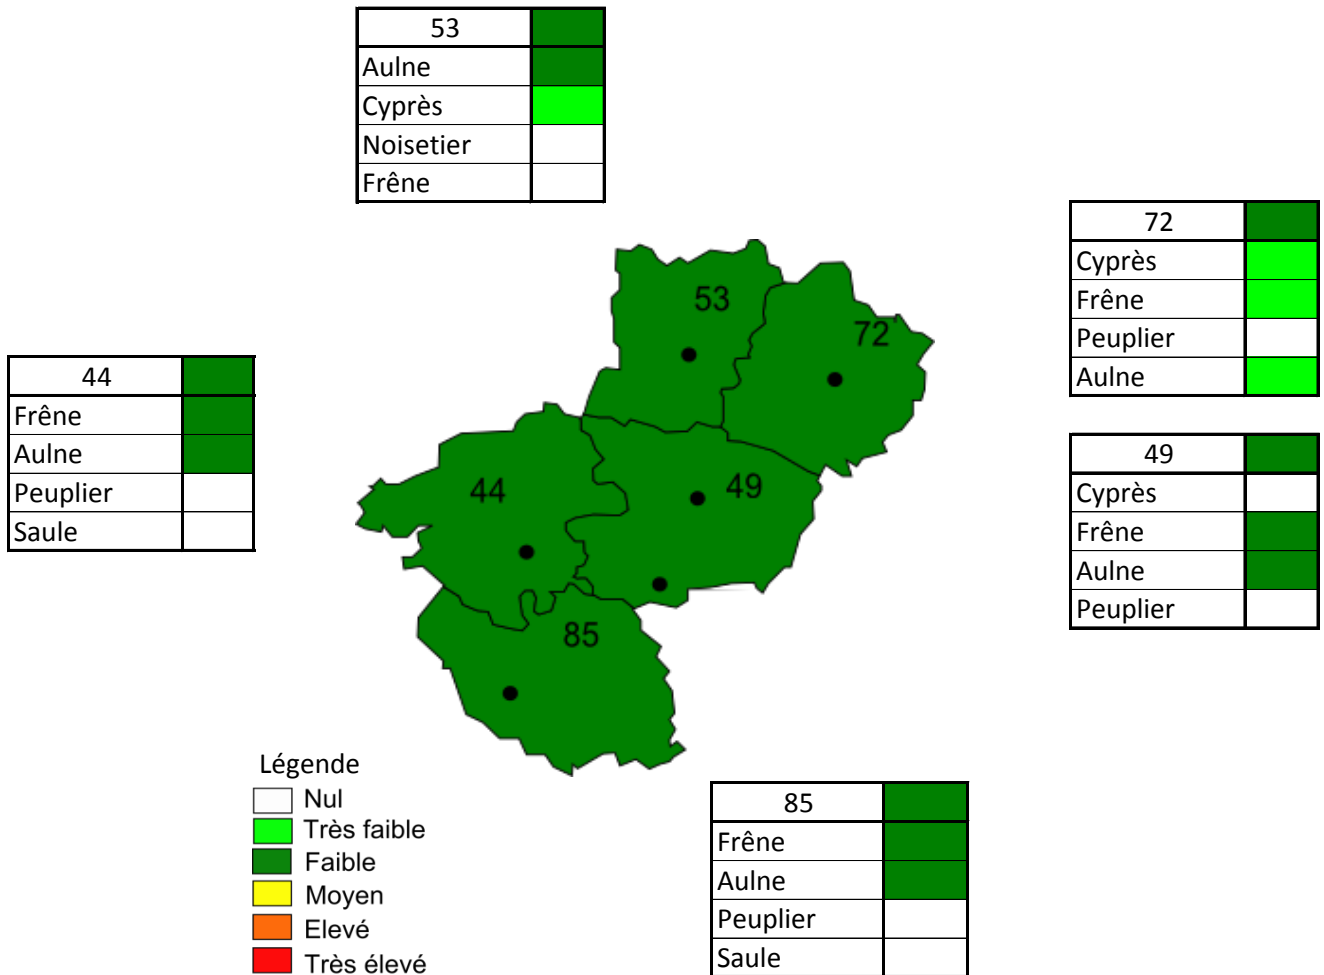 53
Aulne
Cyprès
Noisetier
Frêne
72
Cyprès
Frêne
Peuplier
Aulne
44
Frêne
Aulne
Peuplier
Saule
49
Cyprès
Frêne
Aulne
Peuplier
53
72
44
49
85
Légende
Nul
Très faible
Faible
Moyen
Elevé
Très élevé
85
Frêne
Aulne
Peuplier
Saule